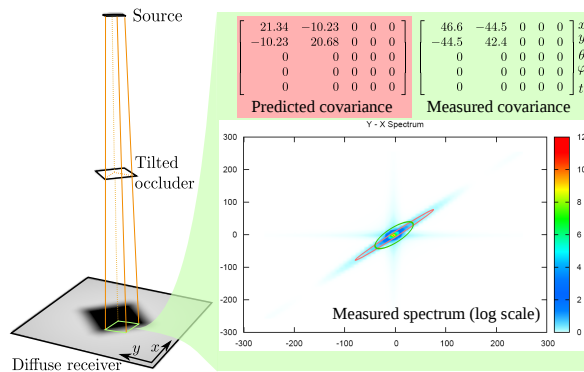 Source
Tilted
occluder
Diffuse receiver
y
x
21.34 −10.23 0 0 0
−10.23 20.68 0 0 0
0 0 0 0 0
0 0 0 0 0
0 0 0 0 0
Predicted covariance
46.6 −44.5 0 0 0 x
−44.5 42.4 0 0 0 y
0 0 0 0 0 θ
0 0 0 0 0 φ
0 0 0 0 0 t
Measured covariance
Y - X Spectrum
300
200
100
0
-100
-200
-300
-300 -200 -100 0 100 200 300
Measured spectrum (log scale)
12
10
8
6
4
2
0